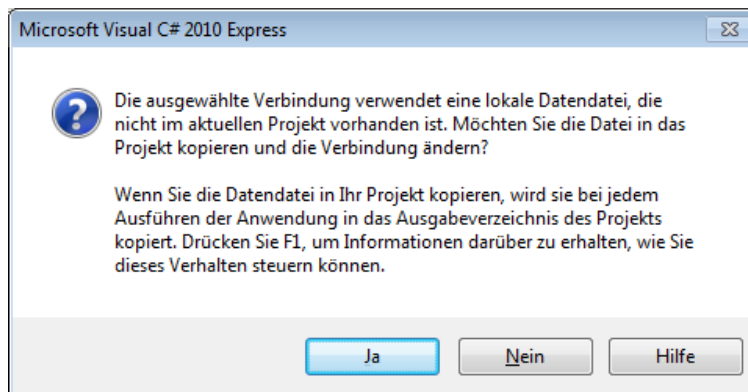 Microsoft Visual C# 2010 Express
Die ausgewählte Verbindung verwendet eine lokale Datendatei, die
nicht im aktuellen Projekt vorhanden ist. Möchten Sie die Datei in das
Projekt kopieren und die Verbindung ändern?
Wenn Sie die Datendatei in Ihr Projekt kopieren, wird sie bei jedem
Ausführen der Anwendung in das Ausgabeverzeichnis des Projekts
kopiert. Drücken Sie F1, um Informationen darüber zu erhalten, wie Sie
dieses Verhalten steuern können.
Ja Nein Hilfe